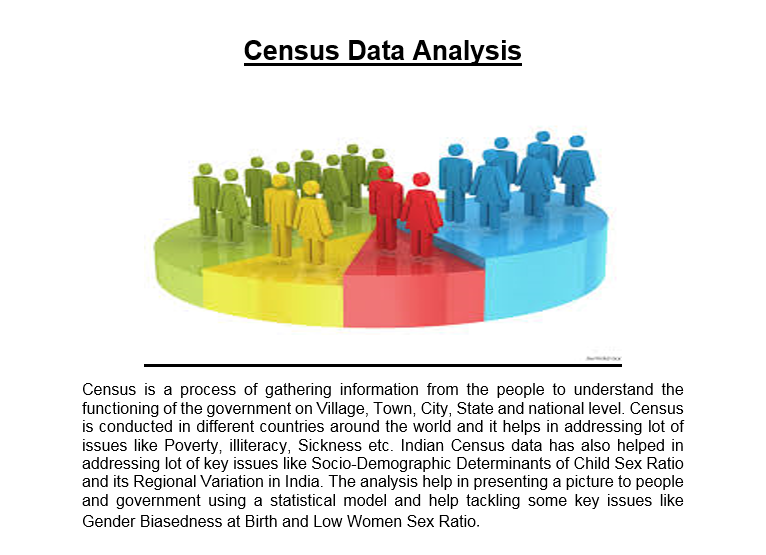 Census Data Analysis
Census is a process of gathering information from the people to understand the
functioning of the government on Village, Town, City, State and national level. Census
is conducted in different countries around the world and it helps in addressing lot of
issues like Poverty, illiteracy, Sickness etc. Indian Census data has also helped in
addressing lot of key issues like Socio-Demographic Determinants of Child Sex Ratio
and its Regional Variation in India. The analysis help in presenting a picture to people
and government using a statistical model and help tackling some key issues like
Gender Biasedness at Birth and Low Women Sex Ratio.